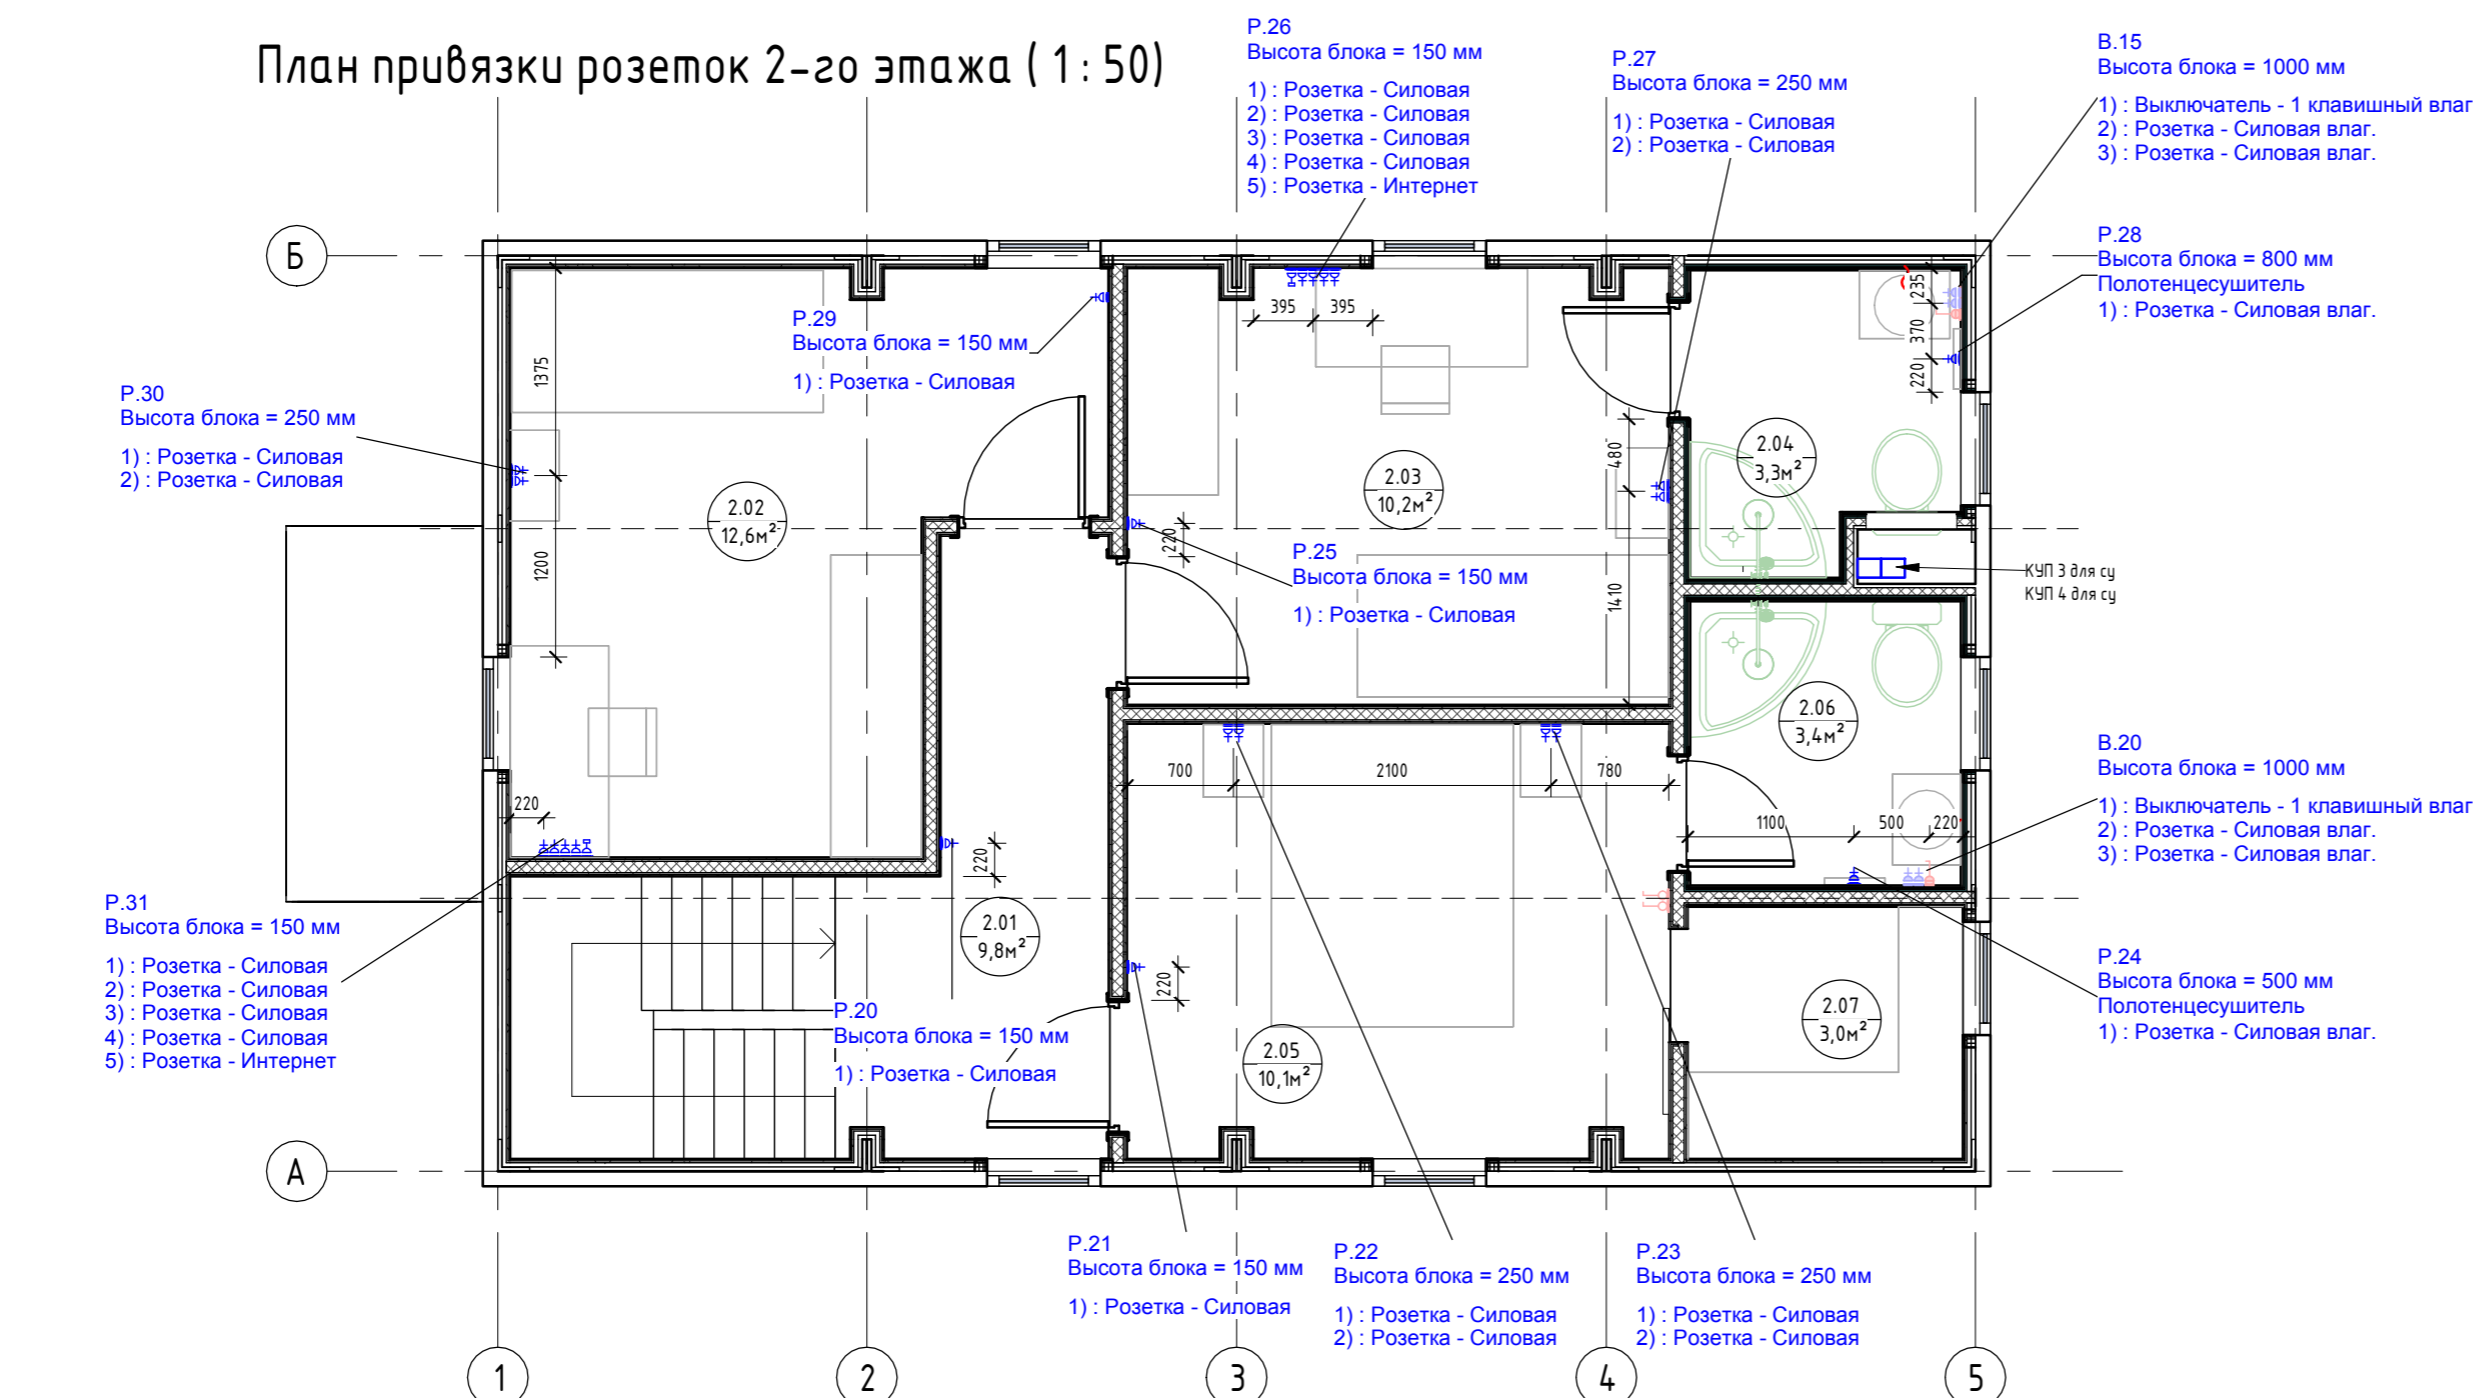 План привязки розеток 2-го этажа ( 1 : 50)
Р.26
Высота блока = 150 мм
1) : Розетка - Силовая
2) : Розетка - Силовая
3) : Розетка - Силовая
4) : Розетка - Силовая
5) : Розетка - Интернет
Р.27
Высота блока = 250 мм
1) : Розетка - Силовая
2) : Розетка - Силовая
В.15
Высота блока = 1000 мм
1) : Выключатель - 1 клавишный влаг
2) : Розетка - Силовая влаг.
3) : Розетка - Силовая влаг.
Р.28
Высота блока = 800 мм
Полотенцесушитель
1) : Розетка - Силовая влаг.
Б
Р.29
Высота блока = 150 мм
1) : Розетка - Силовая
395
395
235
370
220
1375
1200
Р.30
Высота блока = 250 мм
1) : Розетка - Силовая
2) : Розетка - Силовая
2.02
12,6м²
2.03
10,2м²
480
1410
2.04
3,3м²
220
Р.25
Высота блока = 150 мм
1) : Розетка - Силовая
КУП 3 для су
КУП 4 для су
2.06
3,4м²
700
2100
780
В.20
Высота блока = 1000 мм
1) : Выключатель - 1 клавишный влаг
2) : Розетка - Силовая влаг.
3) : Розетка - Силовая влаг.
1100
500
220
220
220
Р.31
Высота блока = 150 мм
1) : Розетка - Силовая
2) : Розетка - Силовая
3) : Розетка - Силовая
4) : Розетка - Силовая
5) : Розетка - Интернет
2.01
9,8м²
220
Р.24
Высота блока = 500 мм
Полотенцесушитель
1) : Розетка - Силовая влаг.
Р.20
Высота блока = 150 мм
1) : Розетка - Силовая
2.05
10,1м²
2.07
3,0м²
А
Р.21
Высота блока = 150 мм
1) : Розетка - Силовая
Р.22
Высота блока = 250 мм
1) : Розетка - Силовая
2) : Розетка - Силовая
Р.23
Высота блока = 250 мм
1) : Розетка - Силовая
2) : Розетка - Силовая
1
2
3
4
5